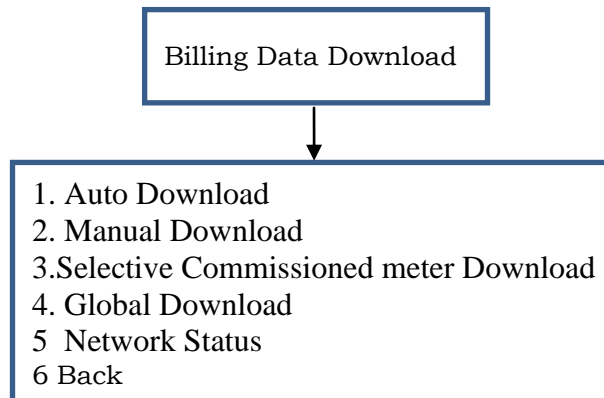 Billing Data Download
1. Auto Download
2. Manual Download
3.Selective Commissioned meter Download
4. Global Download
5  Network Status
6 Back